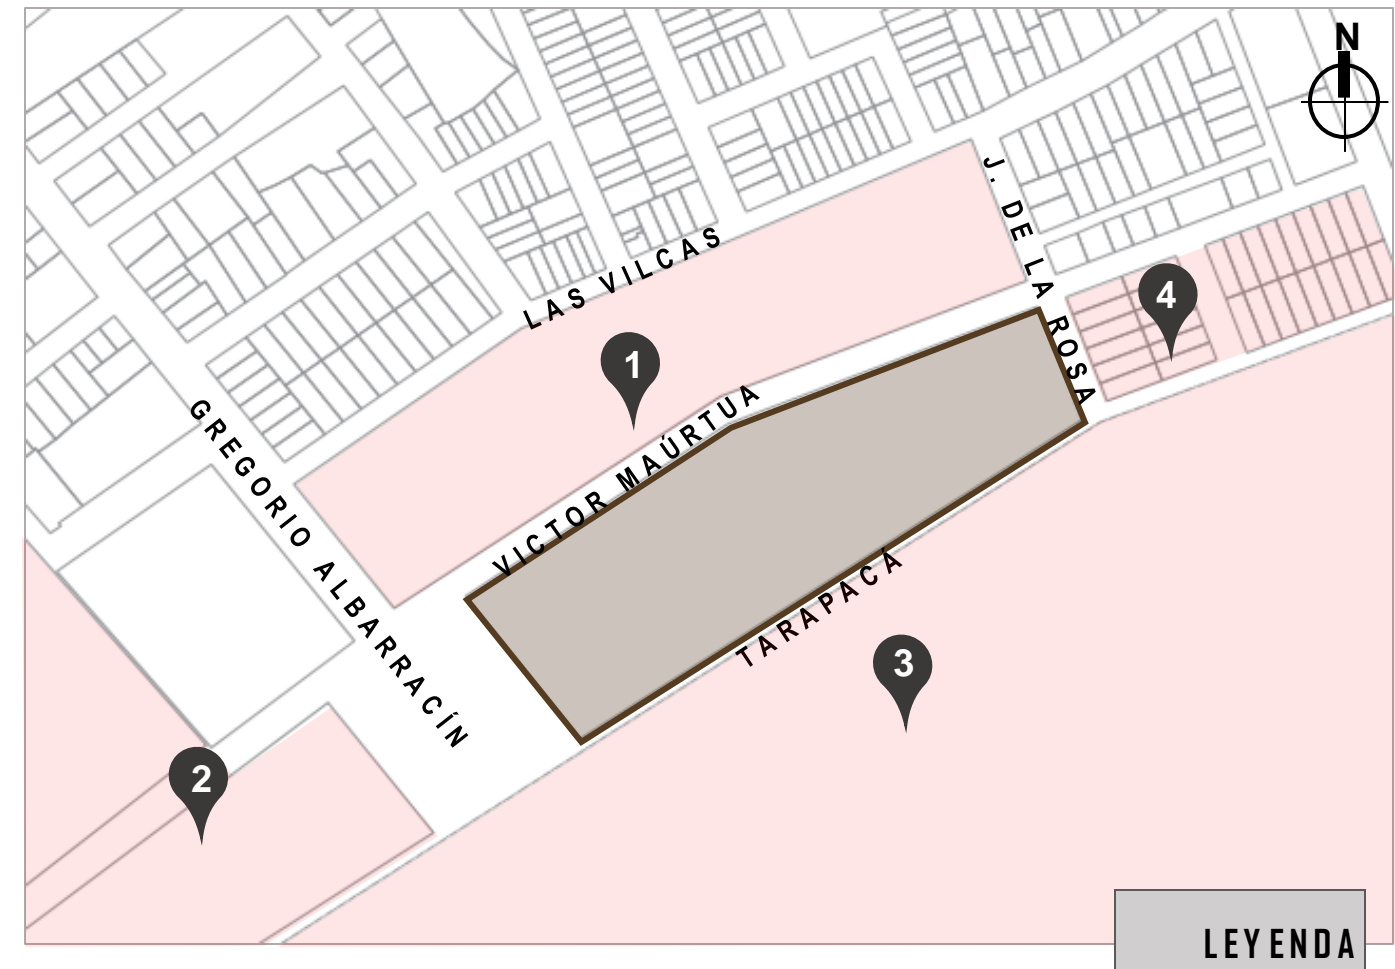 N
J. DE LA ROSA
LAS VILCAS
4
1
VICTOR MAÚRTUA
GREGORIO ALBARRACÍN
TARAPACÁ
3
2
LEYENDA